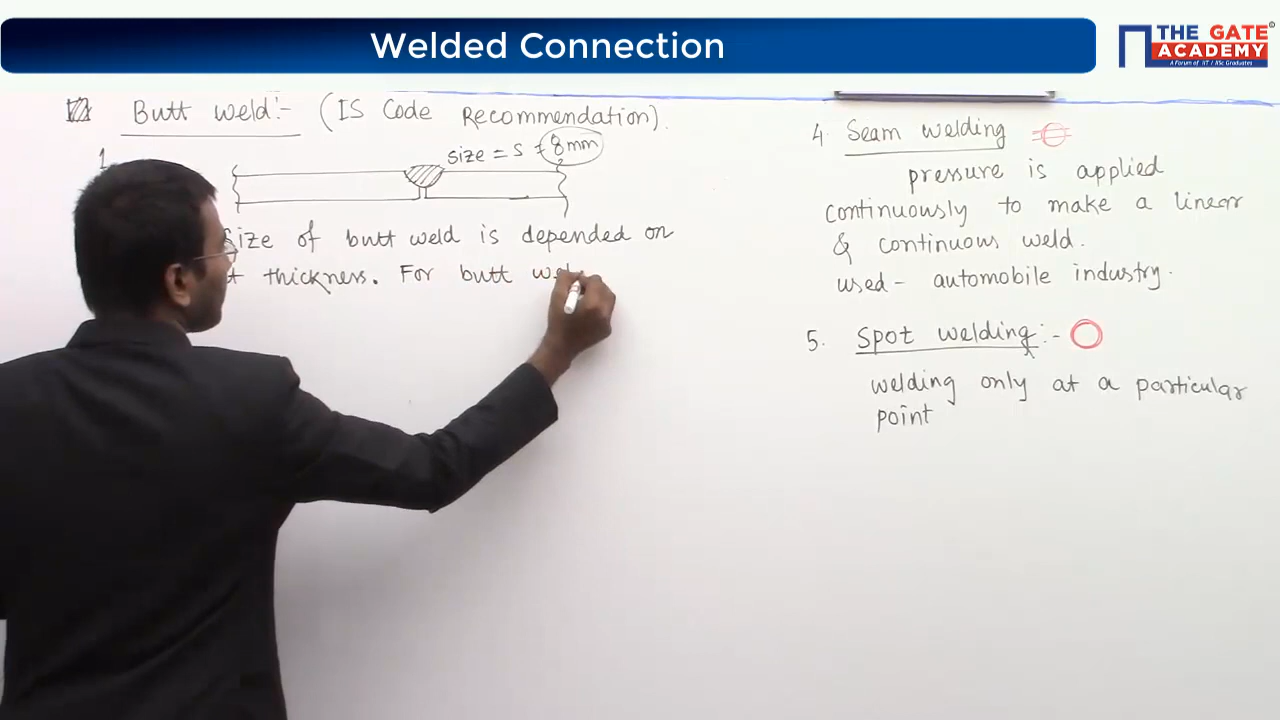 Welded Connection
THE GATE
ACADEMY
A Forum of IIT / IISc Graduates
Butt weld:- (IS Code Recommendation).
1.
size = S = 8mm
Size of butt weld is depended on
thickness. For butt wel
4. Seam welding
pressure is applied
continuously to make a linear
& continuous weld.
used - automobile industry.
5. Spot welding:-
welding only at a particular
point